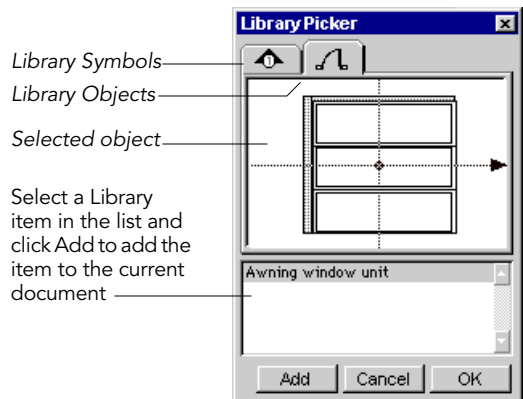 Library Picker
Library Symbols
1
Library Objects
Selected object
Select a Library
item in the list and
click Add to add the
item to the current
document
Awning window unit
Add
Cancel
OK